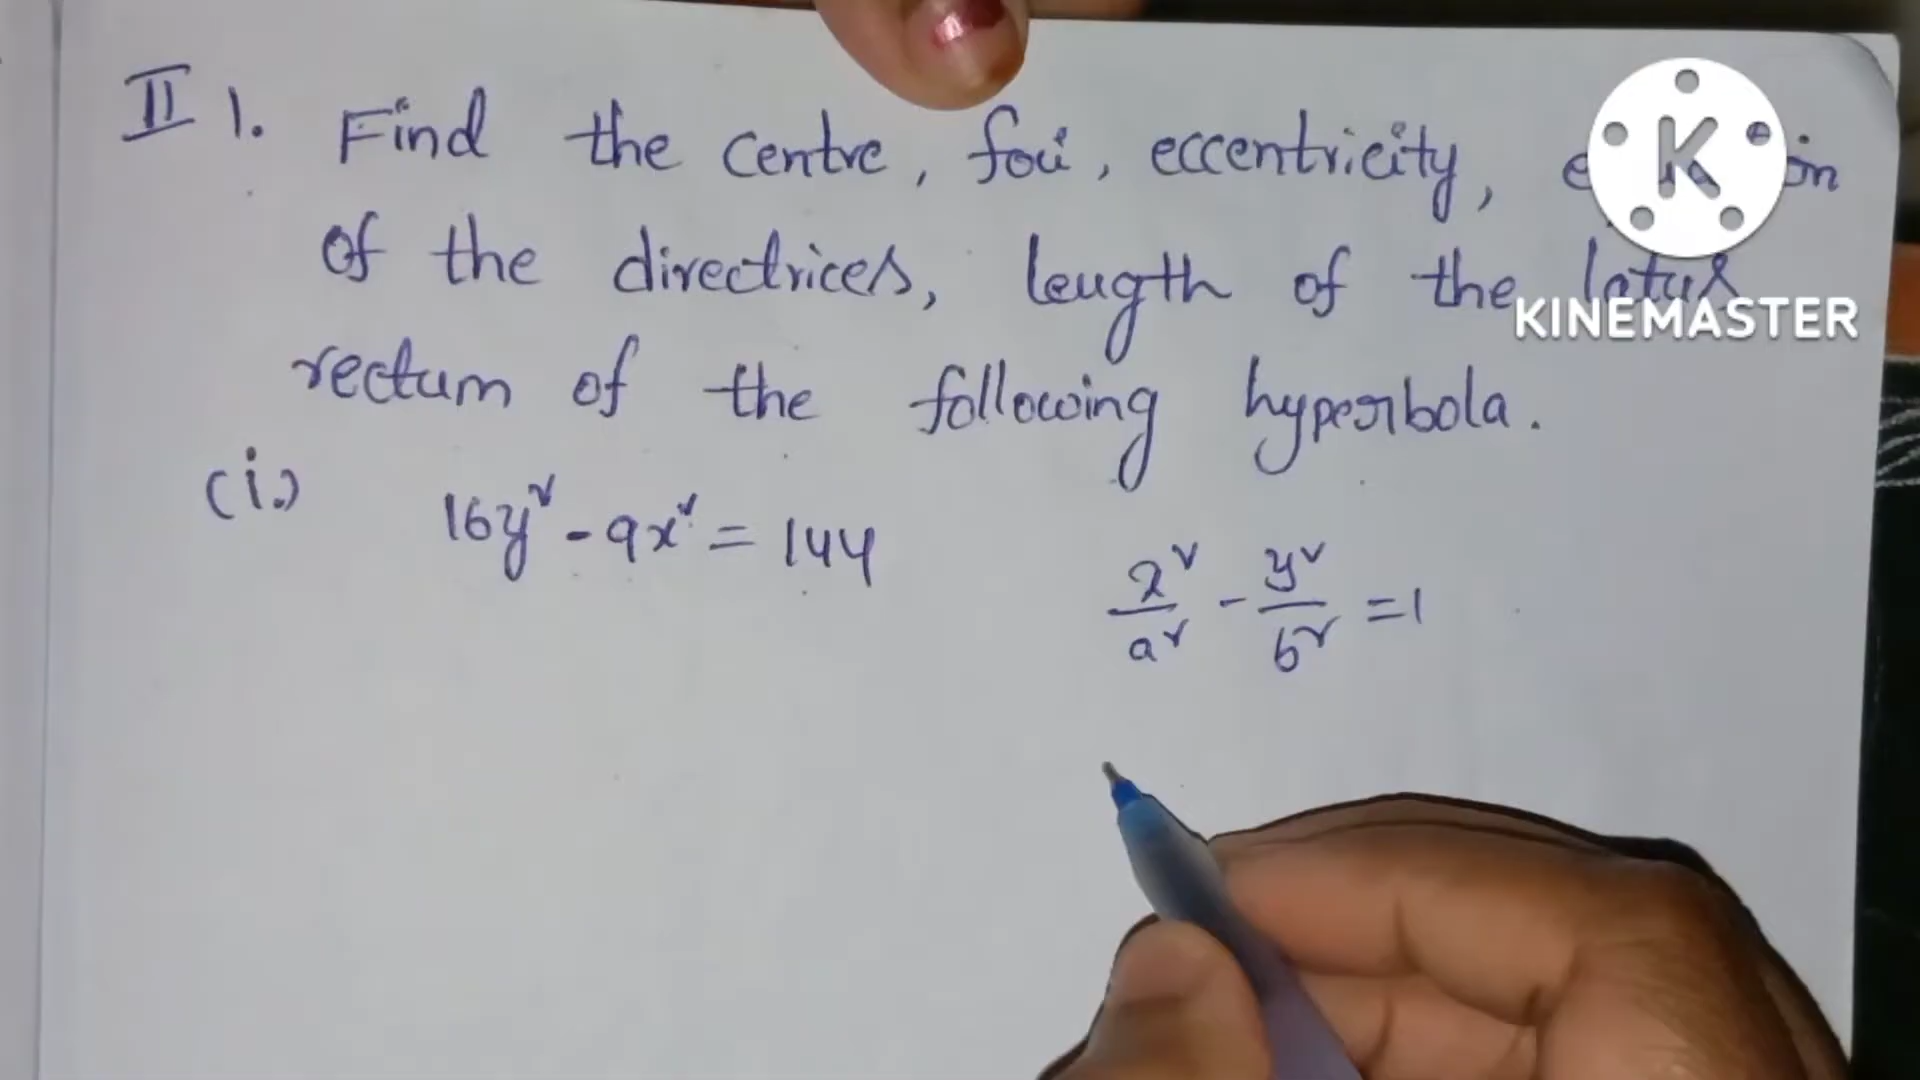 II 1. Find the centre, foci, eccentricity,
of the directrices, length of the latus
rectum of the following hyperbola.
(i.) 16y² - 9x² = 144
x²/a² - y²/b² = 1
K
KINEMASTER